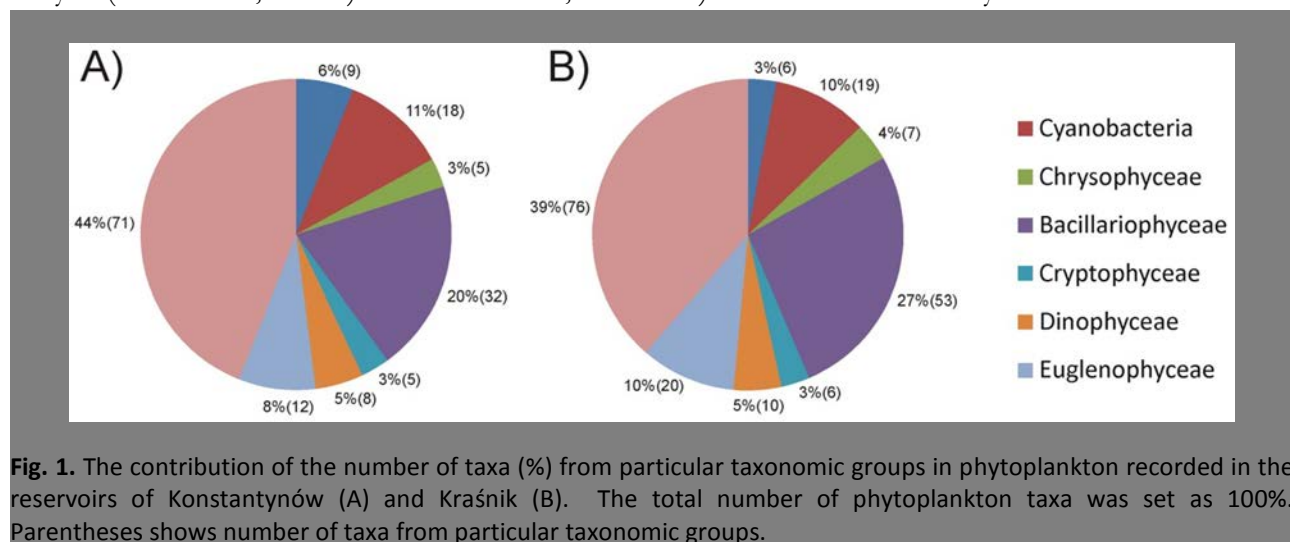 A)
6%(9)
11%(18)
3%(5)
20%(32)
3%(5)
5%(8)
8%(12)
44%(71)
B)
3%(6)
10%(19)
4%(7)
27%(53)
3%(6)
5%(10)
10%(20)
39%(76)
Cyanobacteria
Chrysophyceae
Bacillariophyceae
Cryptophyceae
Dinophyceae
Euglenophyceae
Fig. 1. The contribution of the number of taxa (%) from particular taxonomic groups in phytoplankton recorded in the
reservoirs of Konstantynów (A) and Kraśnik (B). The total number of phytoplankton taxa was set as 100%.
Parentheses shows number of taxa from particular taxonomic groups.